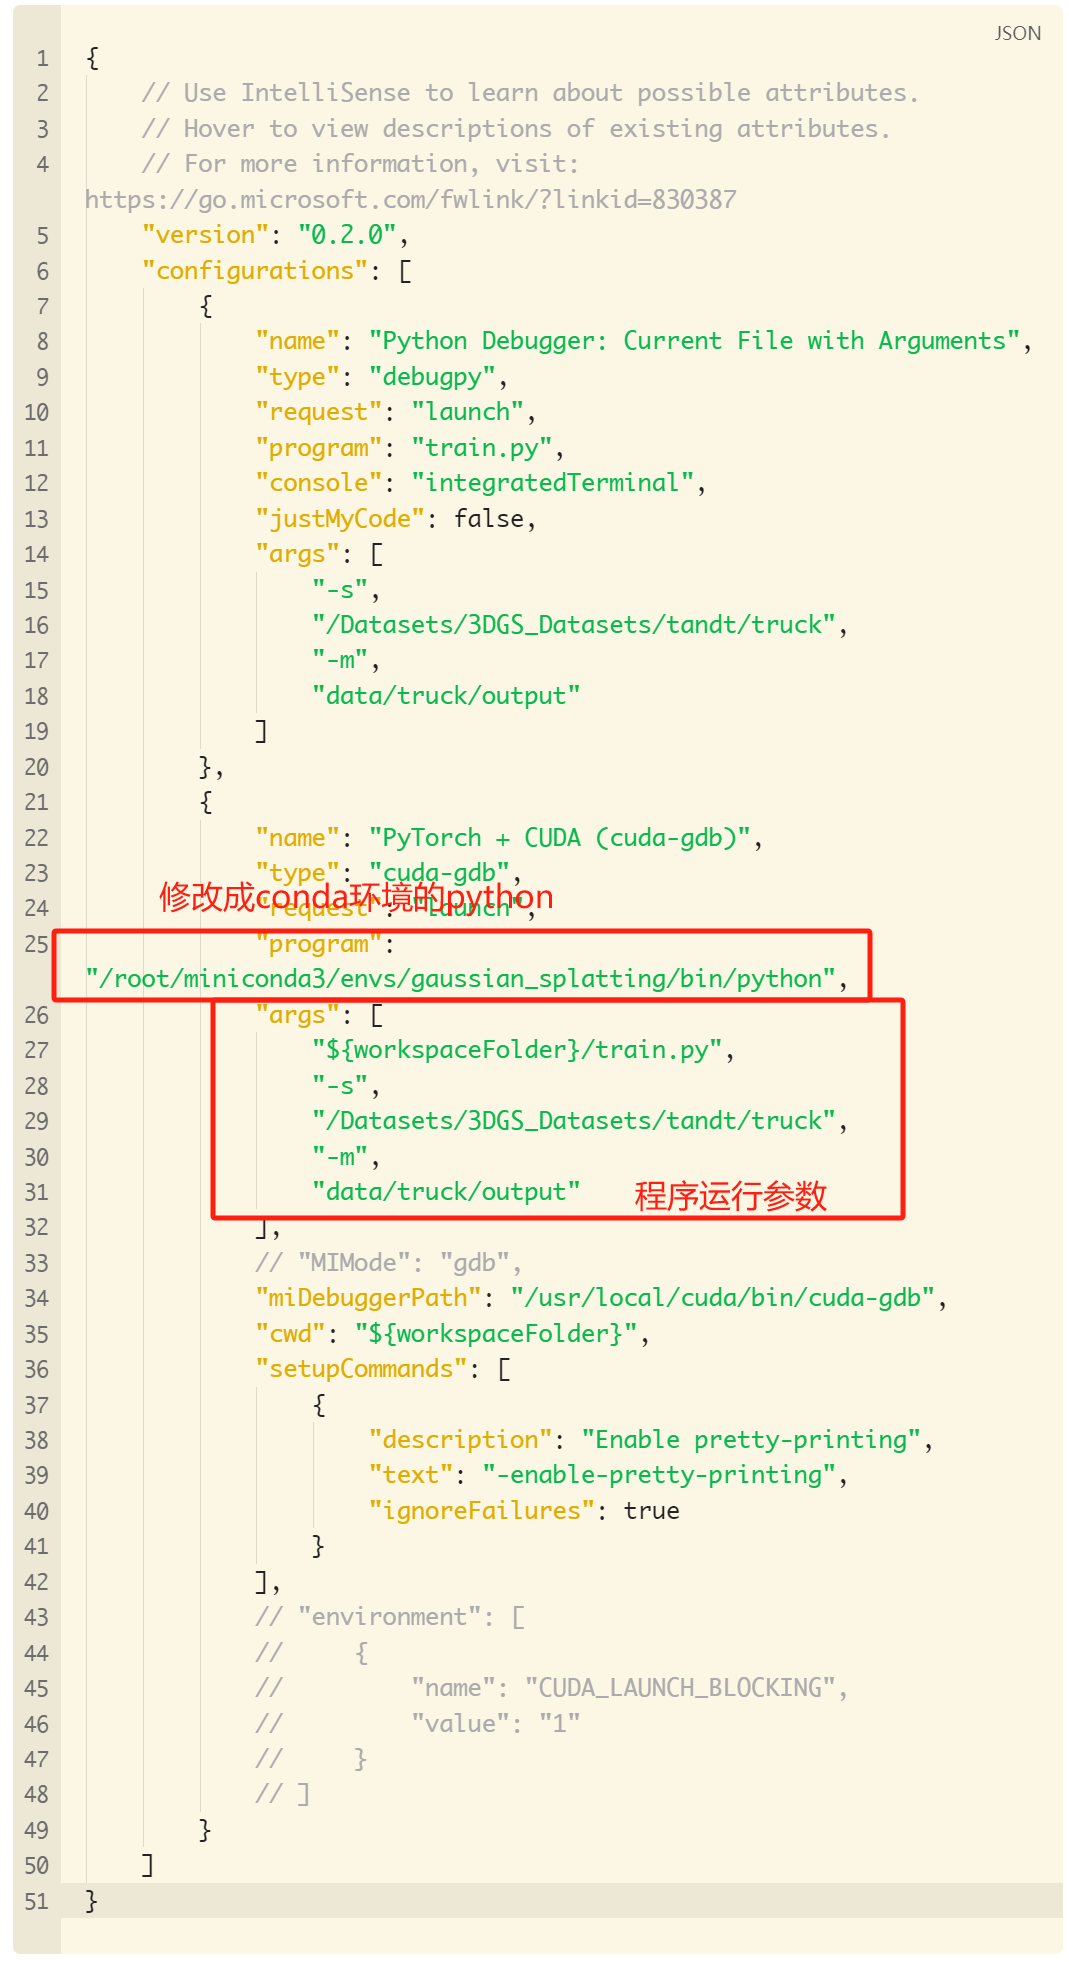 JSON
1 {
2 // Use IntelliSense to learn about possible attributes.
3 // Hover to view descriptions of existing attributes.
4 // For more information, visit:
https://go.microsoft.com/fwlink/?linkid=830387
5 "version": "0.2.0",
6 "configurations": [
7 {
8 "name": "Python Debugger: Current File with Arguments",
9 "type": "debugpy",
10 "request": "launch",
11 "program": "train.py",
12 "console": "integratedTerminal",
13 "justMyCode": false,
14 "args": [
15 "-s",
16 "/Datasets/3DGS_Datasets/tandt/truck",
17 "-m",
18 "data/truck/output"
19 ]
20 },
21 {
22 "name": "PyTorch + CUDA (cuda-gdb)",
23 "type": "cuda-gdb",
修改成conda环境的python
24 "request": "launch",
25 "program":
"/root/miniconda3/envs/gaussian_splatting/bin/python",
26 "args": [
27 "${workspaceFolder}/train.py",
28 "-s",
29 "/Datasets/3DGS_Datasets/tandt/truck",
30 "-m",
31 "data/truck/output" 程序运行参数
32 ],
33 // "MIMode": "gdb",
34 "miDebuggerPath": "/usr/local/cuda/bin/cuda-gdb",
35 "cwd": "${workspaceFolder}",
36 "setupCommands": [
37 {
38 "description": "Enable pretty-printing",
39 "text": "-enable-pretty-printing",
40 "ignoreFailures": true
41 }
42 ],
43 // "environment": [
44 // {
45 // "name": "CUDA_LAUNCH_BLOCKING",
46 // "value": "1"
47 // }
48 // ]
49 }
50 ]
51 }